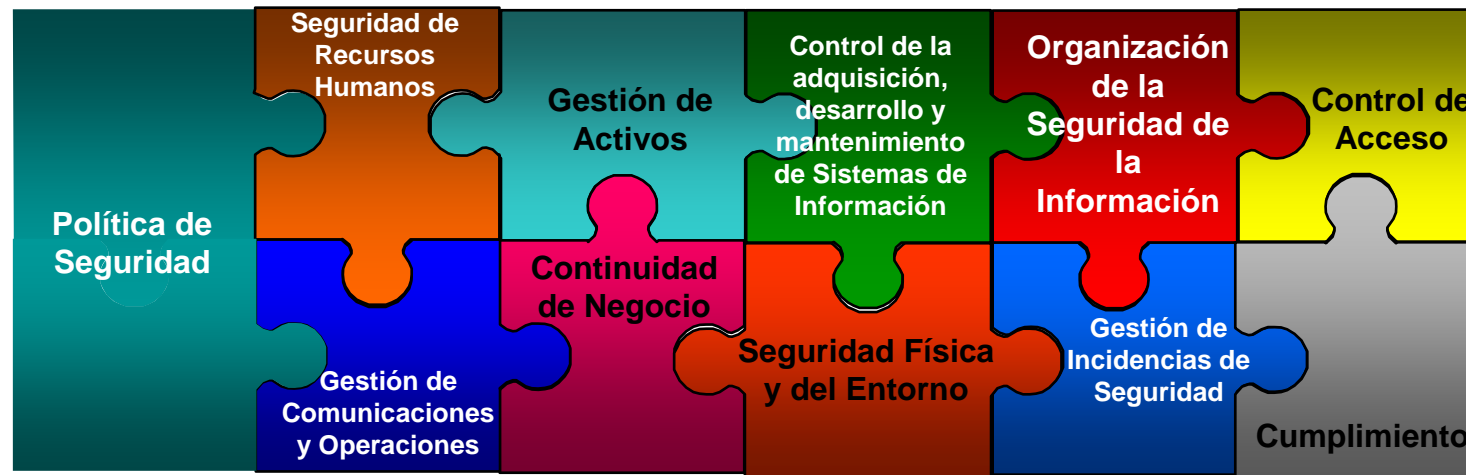 Política de
Seguridad
Seguridad de
Recursos
Humanos
Gestión de
Activos
Control de la
adquisición,
desarrollo y
mantenimiento
de Sistemas de
Información
Organización
de la
Seguridad de
la
Información
Control de
Acceso
Gestión de
Comunicaciones
y Operaciones
Continuidad
de Negocio
Seguridad Física
y del Entorno
Gestión de
Incidencias de
Seguridad
Cumplimiento